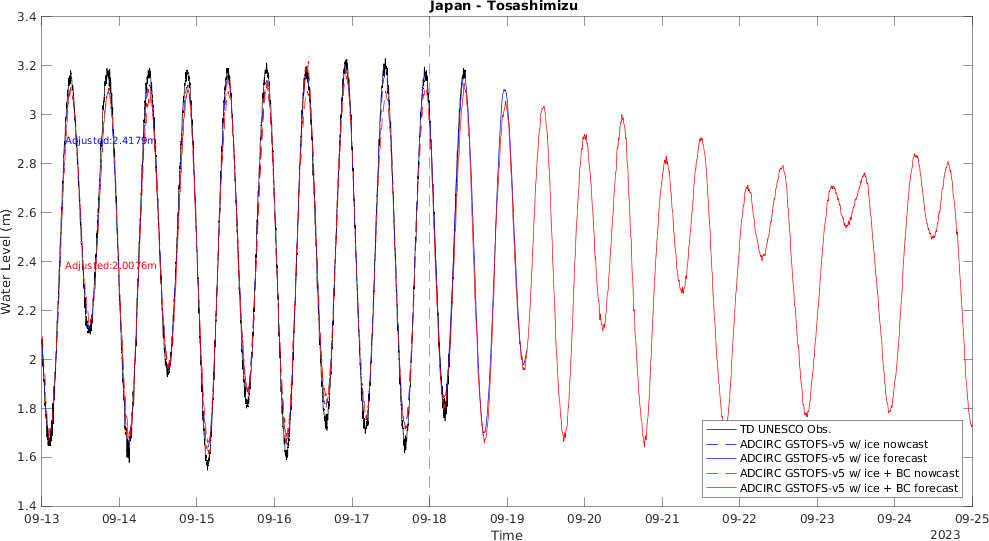 Japan - Tosashimizu
3.4
3.2
3
2.8
2.6
2.4
2.2
2
1.8
1.6
1.4
Water Level (m)
Adjusted:2.4179m
Adjusted:2.0076m
TD UNESCO Obs.
ADCIRC GSTOFS-v5 w/ ice nowcast
ADCIRC GSTOFS-v5 w/ ice forecast
ADCIRC GSTOFS-v5 w/ ice + BC nowcast
ADCIRC GSTOFS-v5 w/ ice + BC forecast
09-13 09-14 09-15 09-16 09-17 09-18 09-19 09-20 09-21 09-22 09-23 09-24 09-25
Time
2023